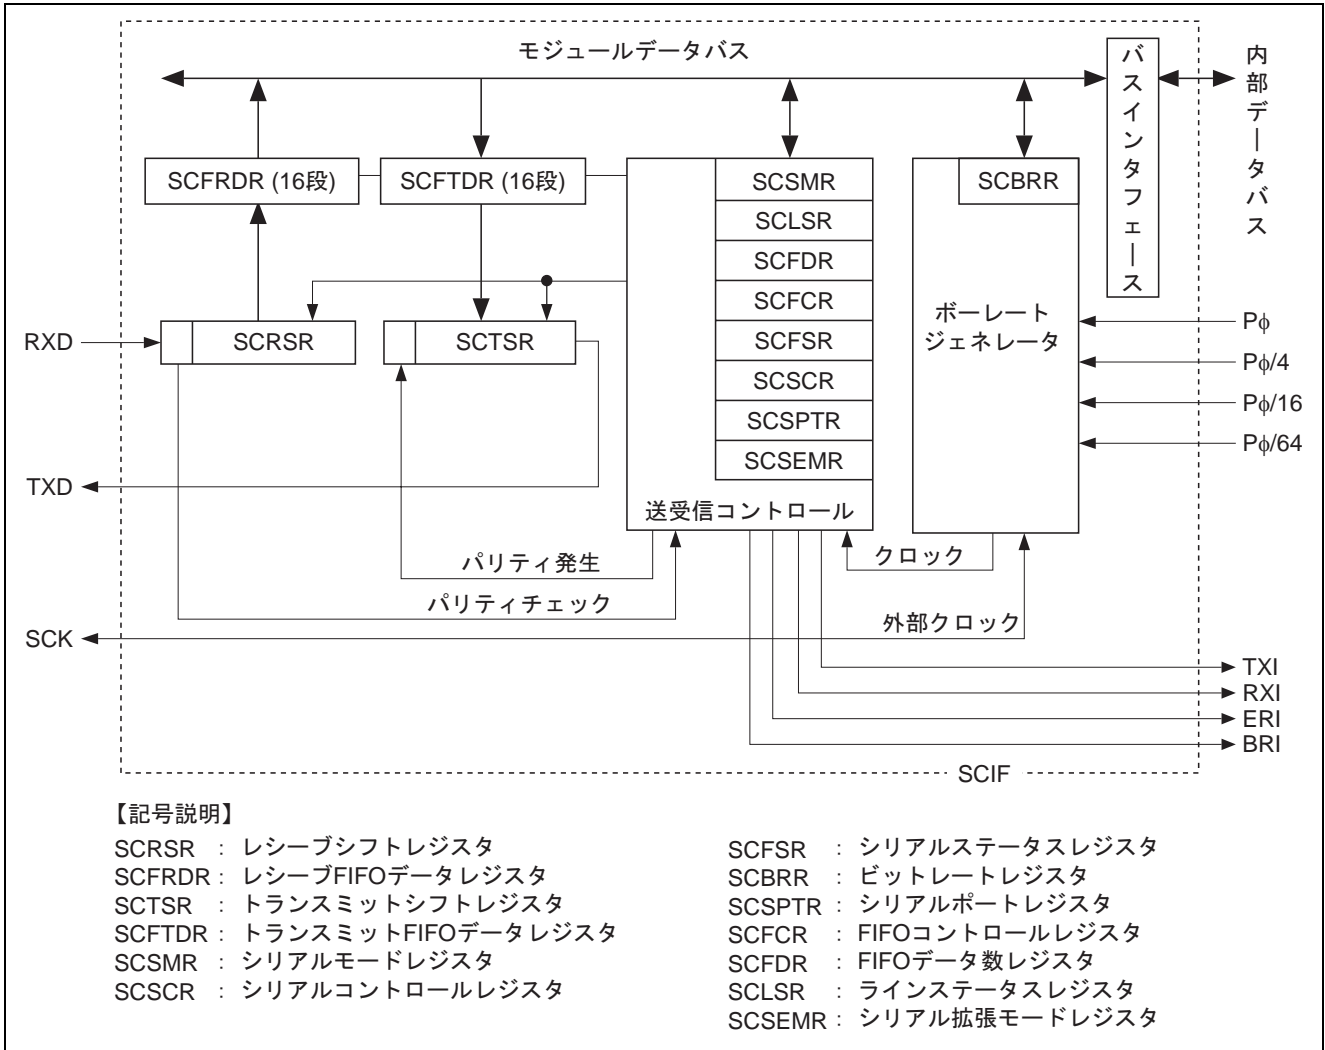 モジュールデータバス
バスインタフェース
内部データバス
SCFRDR (16段)
SCFTDR (16段)
SCSMR
SCLSR
SCFDR
SCFCR
SCFSR
SCSCR
SCSPTR
SCSEMR
送受信コントロール
SCBRR
ボーレート
ジェネレータ
RXD
SCRSR
SCTSR
Pϕ
Pϕ/4
Pϕ/16
Pϕ/64
TXD
パリティ発生
クロック
パリティチェック
SCK
外部クロック
TXI
RXI
ERI
BRI
SCIF
【記号説明】
SCRSR : レシーブシフトレジスタ
SCFRDR : レシーブFIFOデータレジスタ
SCTSR : トランスミットシフトレジスタ
SCFTDR : トランスミットFIFOデータレジスタ
SCSMR : シリアルモードレジスタ
SCSCR : シリアルコントロールレジスタ
SCFSR : シリアルステータスレジスタ
SCBRR : ビットレートレジスタ
SCSPTR : シリアルポートレジスタ
SCFCR : FIFOコントロールレジスタ
SCFDR : FIFOデータ数レジスタ
SCLSR : ラインステータスレジスタ
SCSEMR : シリアル拡張モードレジスタ